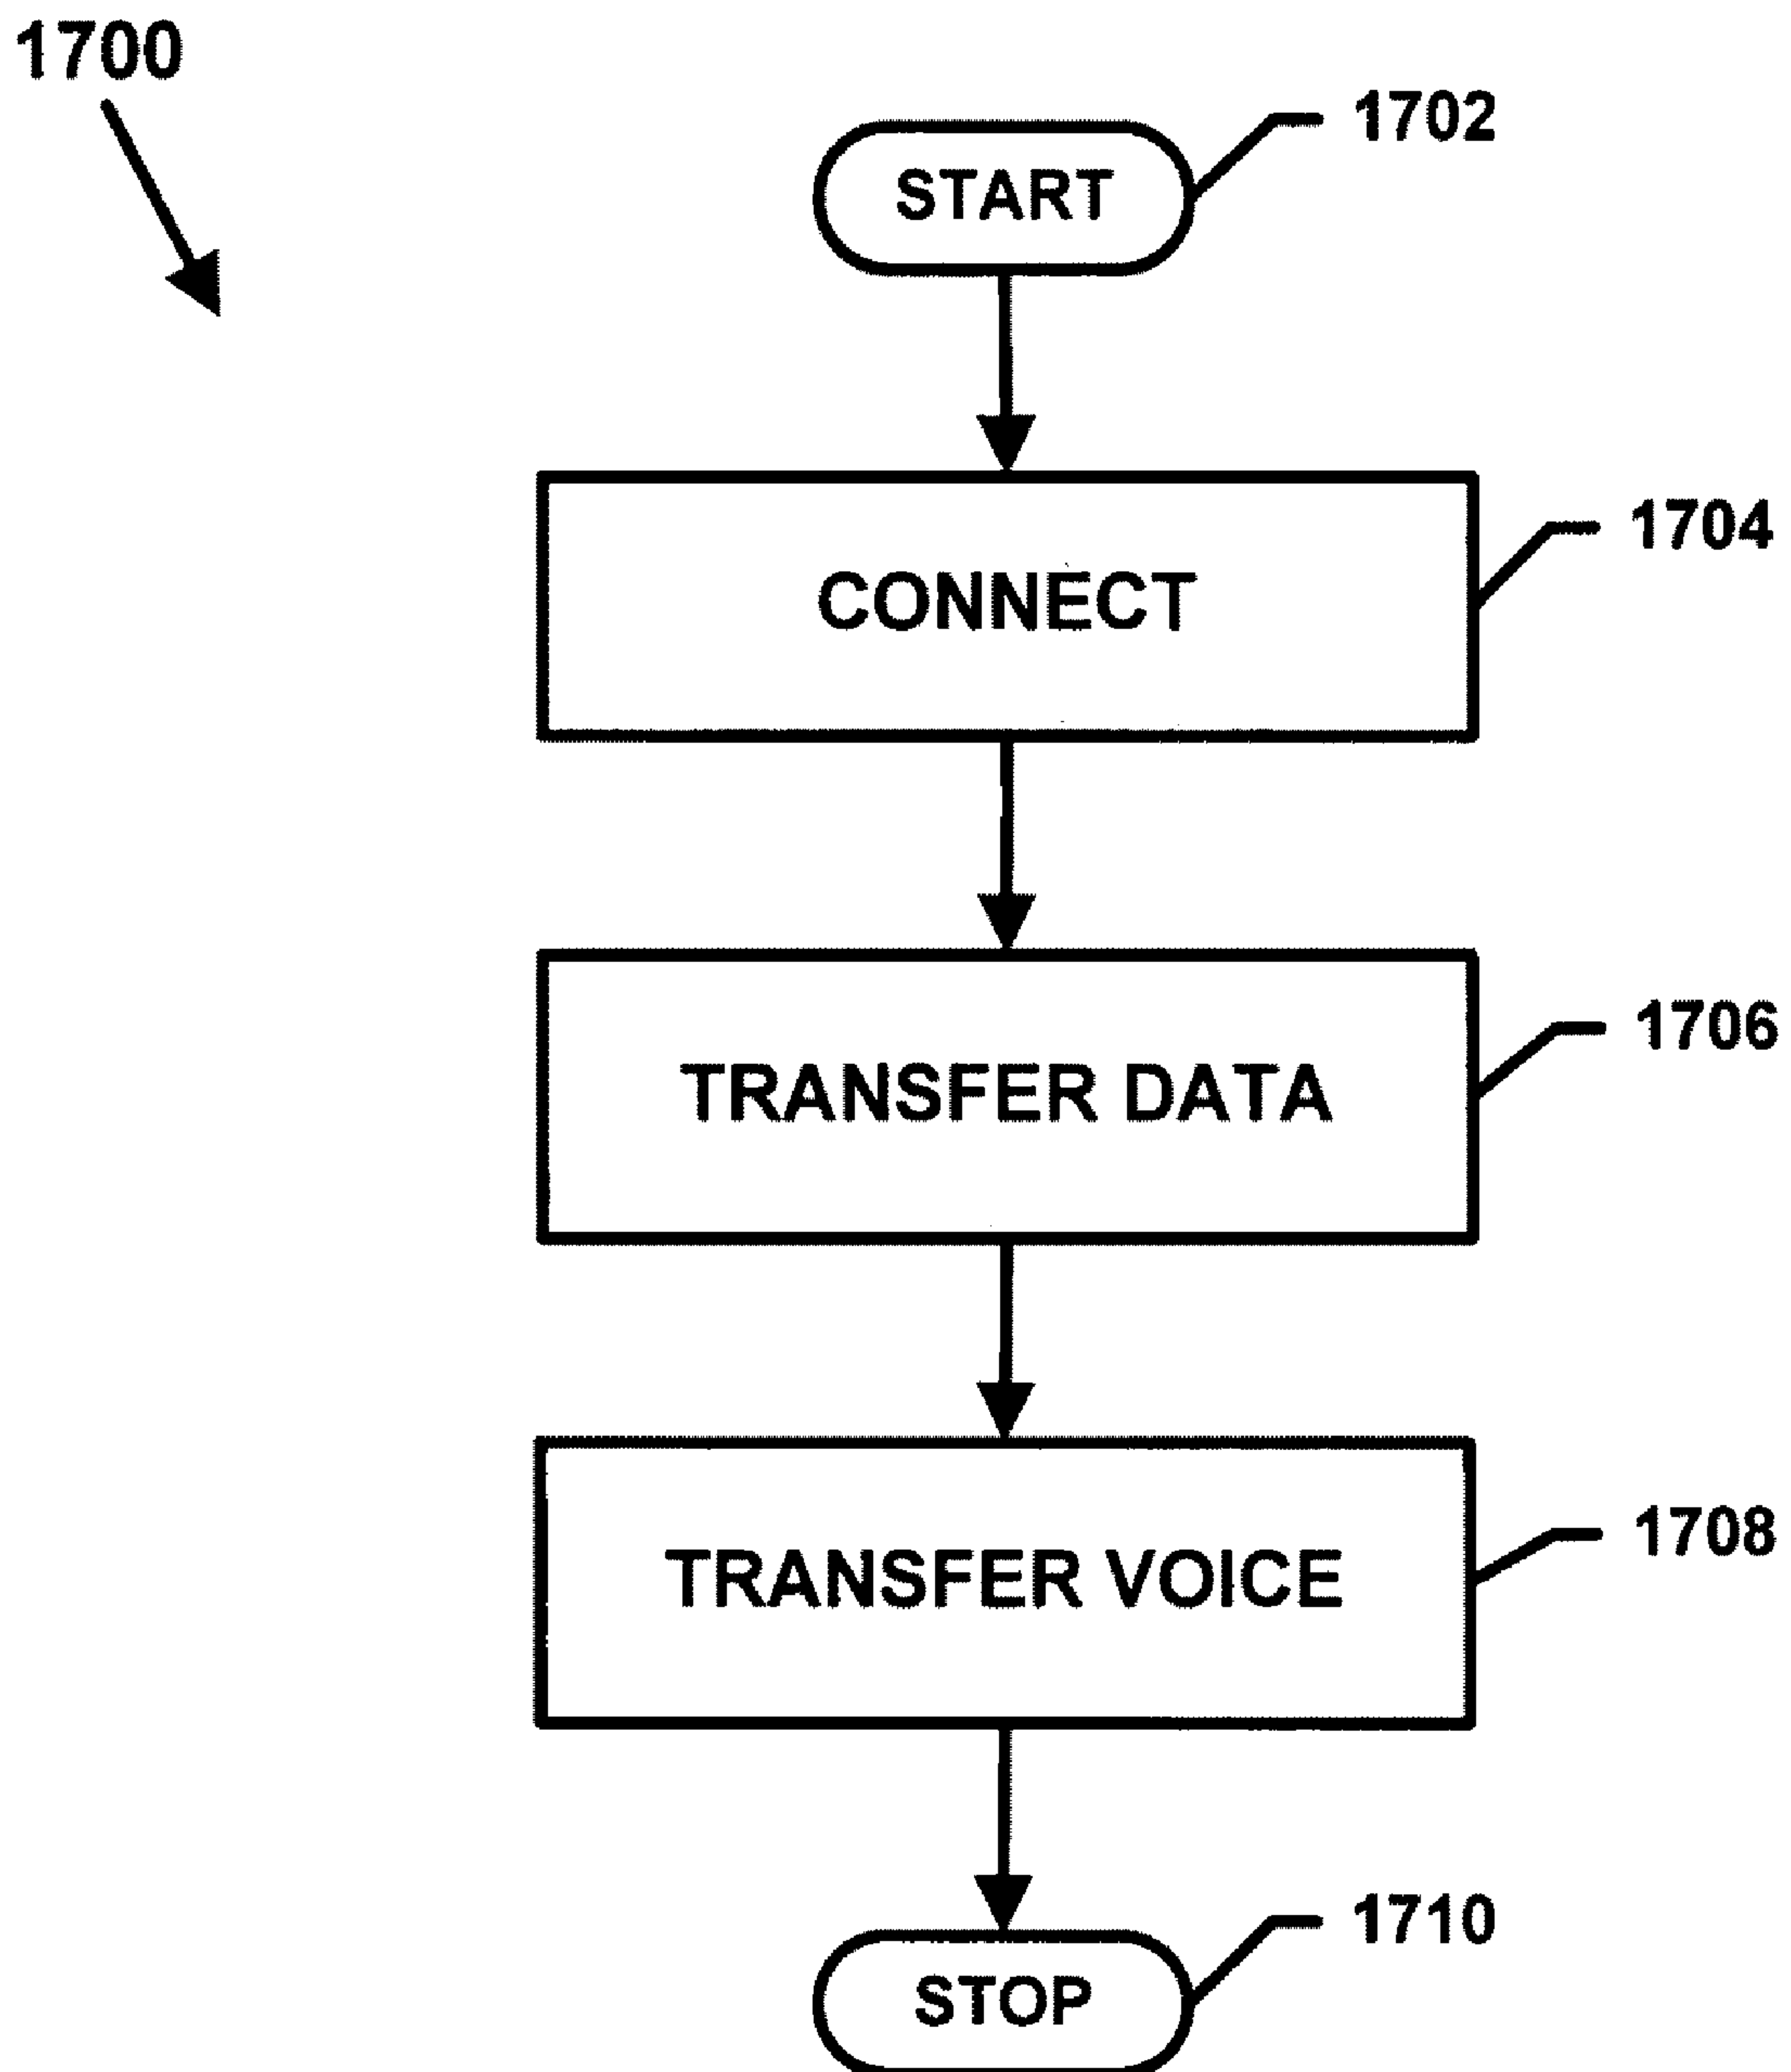 1700
1702
START
1704
CONNECT
1706
TRANSFER DATA
1708
TRANSFER VOICE
1710
STOP